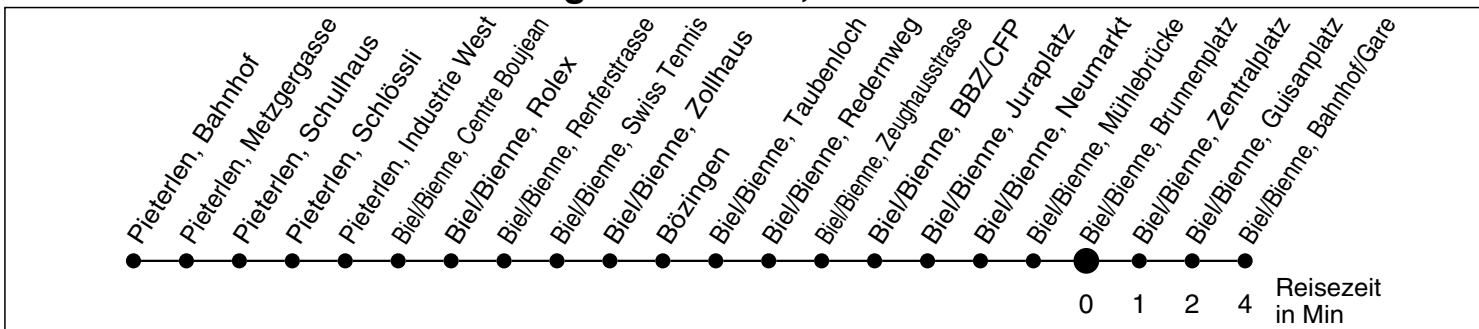 Pieterlen, Bahnhof
Pieterlen, Metzgergasse
Pieterlen, Schulhaus
Pieterlen, Schlössli
Pieterlen, Industrie West
Biel/Bienne, Centre Boujean
Biel/Bienne, Rolex
Biel/Bienne, Renferstrasse
Biel/Bienne, Swiss Tennis
Biel/Bienne, Zollhaus
Bözingen
Biel/Bienne, Taubenloch
Biel/Bienne, Redernweg
Biel/Bienne, Zeughausstrasse
Biel/Bienne, BBZ/CFP
Biel/Bienne, Juraplatz
Biel/Bienne, Neumarkt
Biel/Bienne, Mühlebrücke
Biel/Bienne, Brunnenplatz
Biel/Bienne, Zentralplatz
Biel/Bienne, Guisanplatz
Biel/Bienne, Bahnhof/Gare
0 1 2 4 Reisezeit
in Min